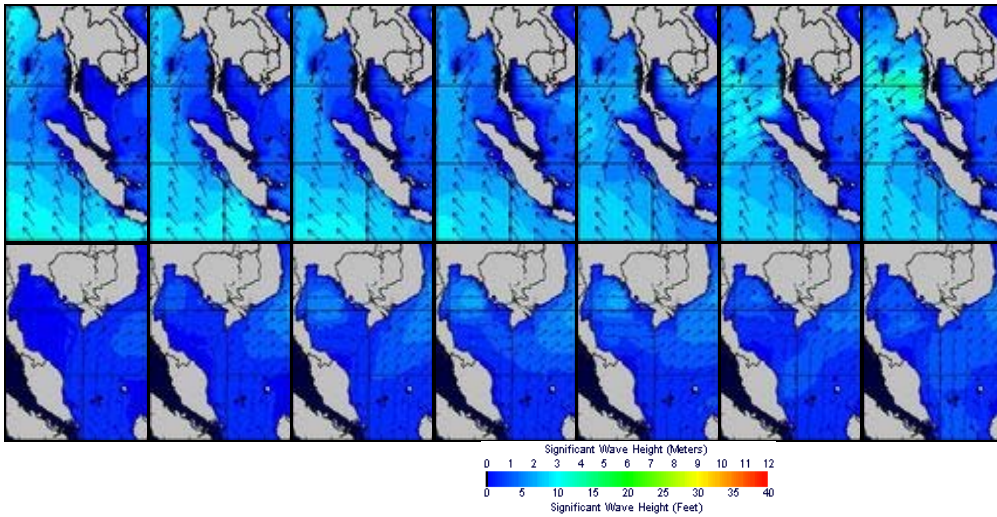 Significant Wave Height (Meters)
0 1 2 3 4 5 6 7 8 9 10 11 12
0 5 10 15 20 25 30 35 40
Significant Wave Height (Feet)